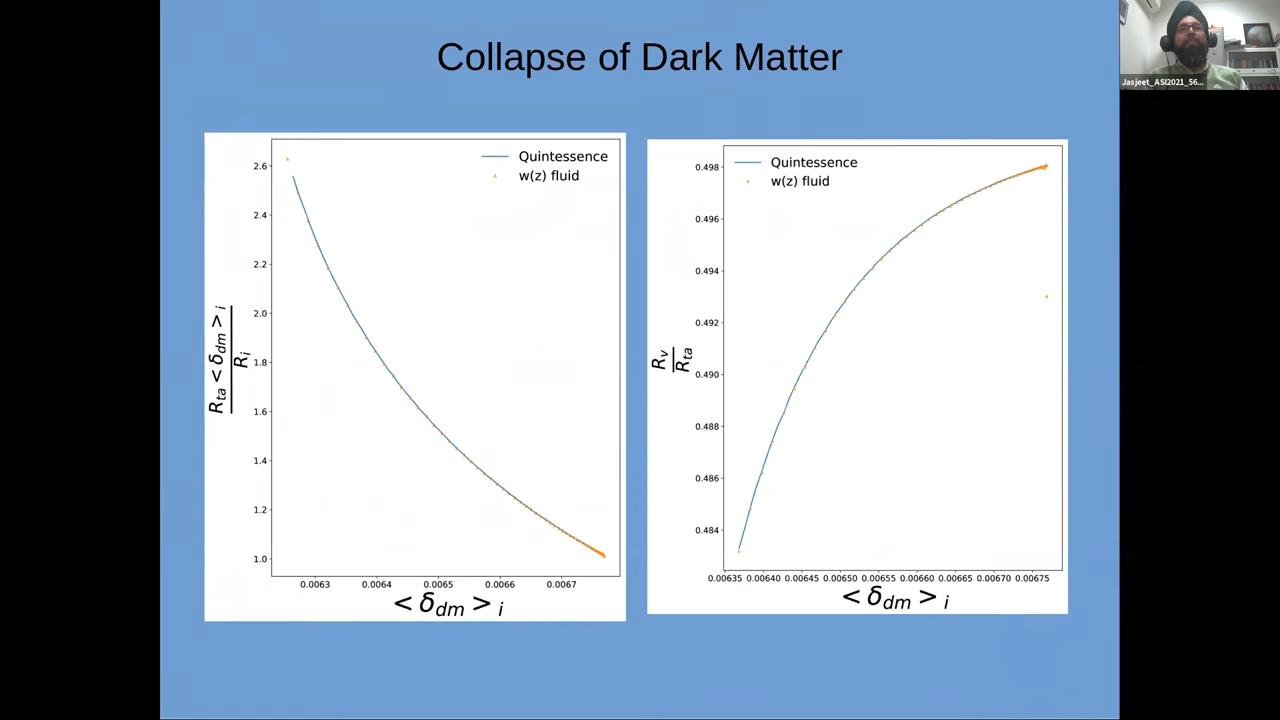 Collapse of Dark Matter
Jasjeet_ASI2021_56...
Quintessence
w(z) fluid
2.6
2.4
2.2
2.0
1.8
1.6
1.4
1.2
1.0
R_ta < δ_dm > i
R_i
0.0063 0.0064 0.0065 0.0066 0.0067
< δ_dm > i
Quintessence
w(z) fluid
0.498
0.496
0.494
0.492
0.490
0.488
0.486
0.484
R_v
R_ta
0.00635 0.00640 0.00645 0.00650 0.00655 0.00660 0.00665 0.00670 0.00675
< δ_dm > i